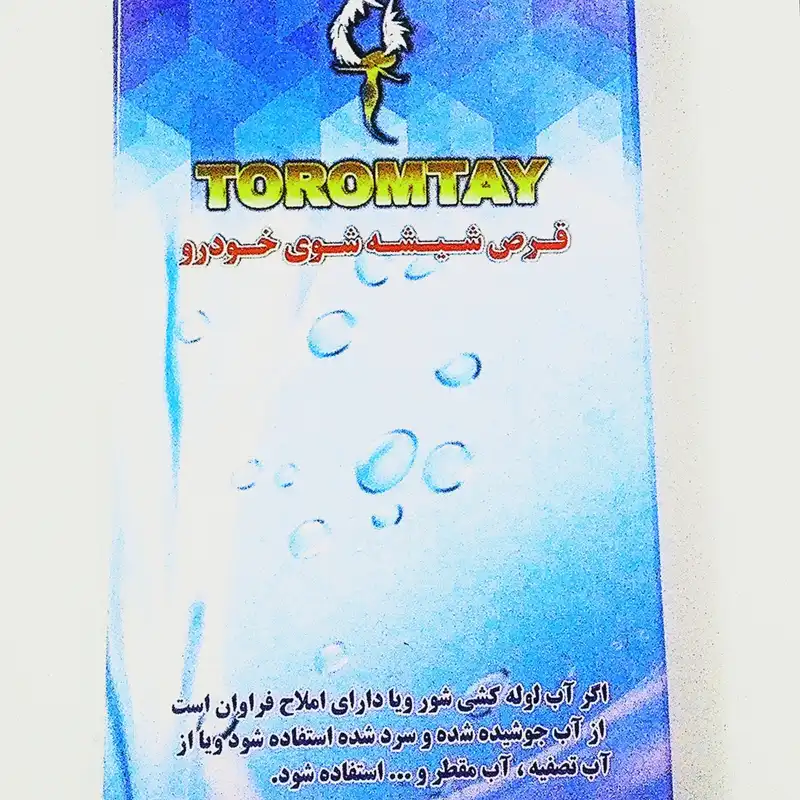 TOROMTAY
قرص شیشه شوی خودرو
اگر آب لوله کشی شور ویا دارای املاح فراوان است
از آب جوشیده شده و سرد شده استفاده شود ویا از
آب تصفیه ، آب مقطر و ... استفاده شود.